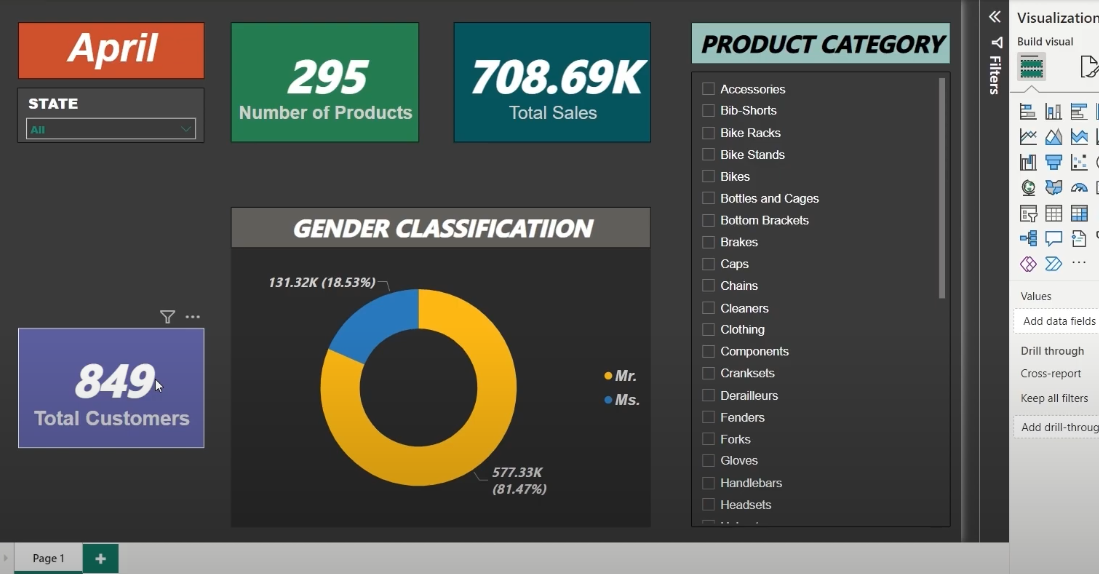 April
STATE
All
295
Number of Products
708.69K
Total Sales
PRODUCT CATEGORY
Accessories
Bib-Shorts
Bike Racks
Bike Stands
Bikes
Bottles and Cages
Bottom Brackets
Brakes
Caps
Chains
Cleaners
Clothing
Components
Cranksets
Derailleurs
Fenders
Forks
Gloves
Handlebars
Headsets
GENDER CLASSIFICATIION
131.32K (18.53%)
Mr.
Ms.
577.33K
(81.47%)
849
Total Customers
Filters
Visualization
Build visual
Values
Add data fields
Drill through
Cross-report
Keep all filters
Add drill-throug
Page 1